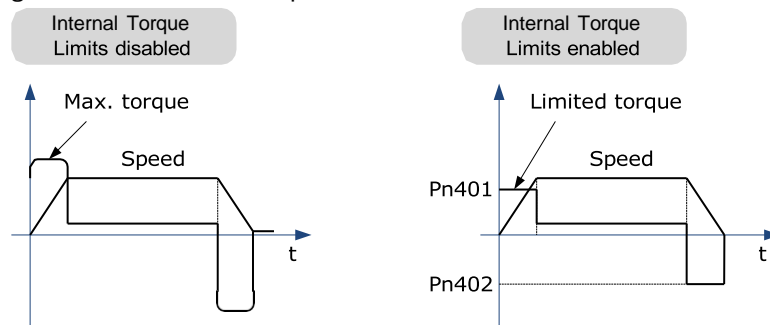 Internal Torque
Limits disabled
Internal Torque
Limits enabled
Max. torque
Speed
t
Limited torque
Speed
Pn401
t
Pn402